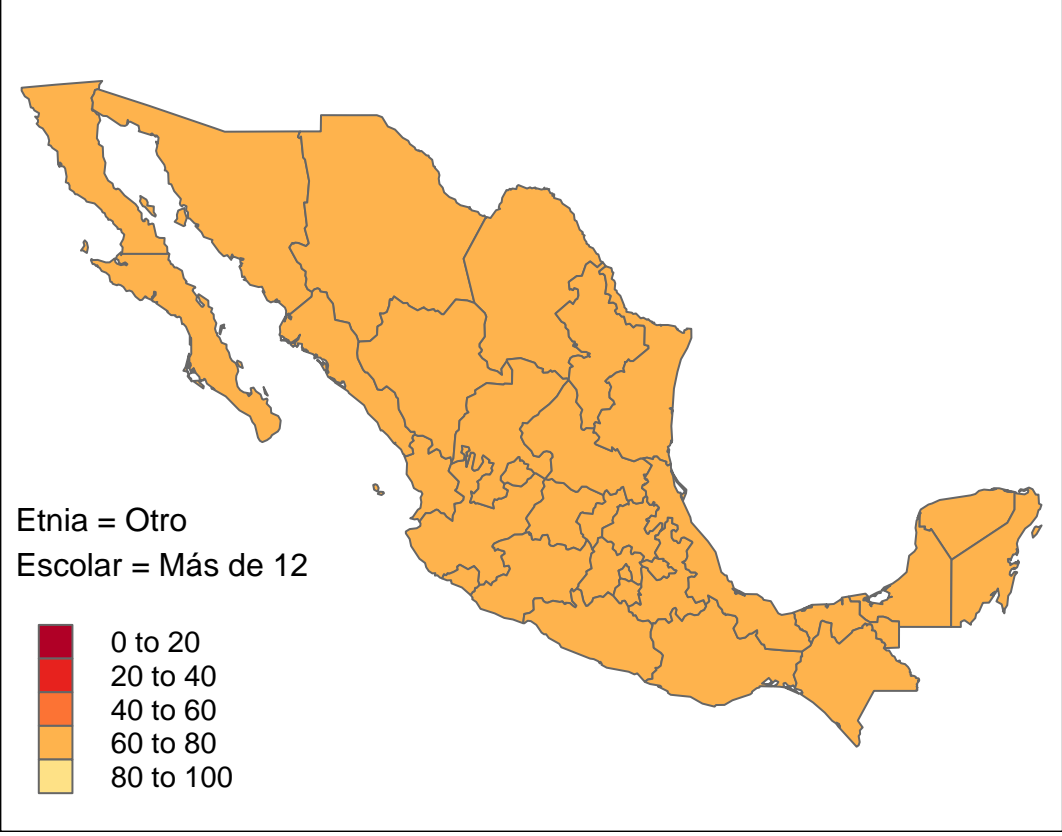 Etnia = Otro
Escolar = Más de 12
0 to 20
20 to 40
40 to 60
60 to 80
80 to 100